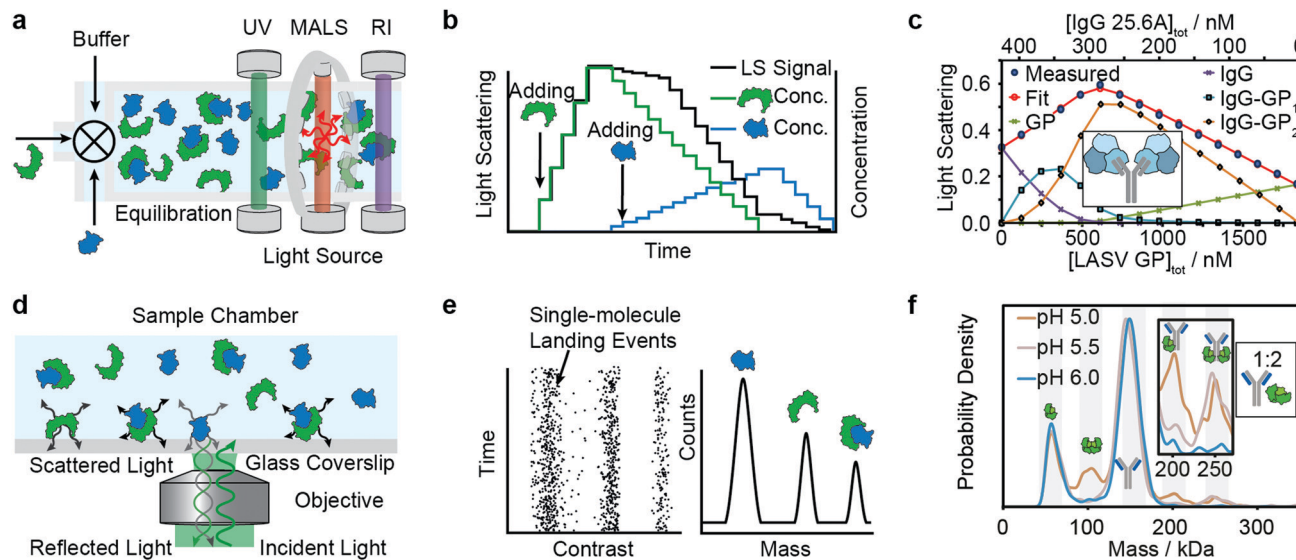 a
UV
MALS
RI
Buffer
Equilibration
Light Source
b
Light Scattering
Adding
Adding
LS Signal
Conc.
Conc.
Concentration
Time
c
[IgG 25.6A]tot / nM
400 300 200 100
Light Scattering
0.6
0.4
0.2
0.0
Measured
Fit
GP
IgG
IgG-GP1
IgG-GP2
0 500 1000 1500
[LASV GP]tot / nM
d
Sample Chamber
Scattered Light
Glass Coverslip
Objective
Reflected Light
Incident Light
e
Single-molecule
Landing Events
Time
Contrast
Counts
Mass
f
Probability Density
pH 5.0
pH 5.5
pH 6.0
1:2
200 250
0 100 200 300
Mass / kDa